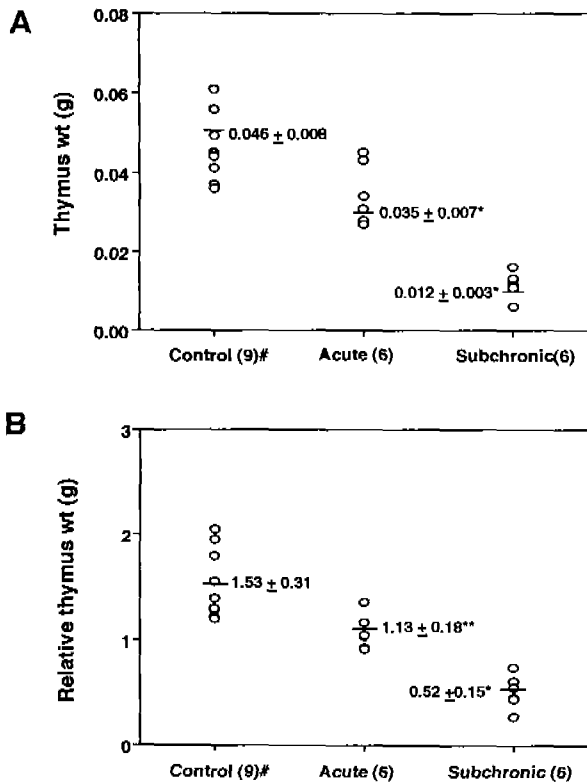 A
Thymus wt (g)
0.08
0.06
0.04
0.02
0.00
0.046 ± 0.008
0.035 ± 0.007*
0.012 ± 0.003*
Control (9)#
Acute (6)
Subchronic(6)
B
Relative thymus wt (g)
3
2
1
0
1.53 ± 0.31
1.13 ± 0.18**
0.52 ±0.15*
Control (9)#
Acute (6)
Subchronic (6)